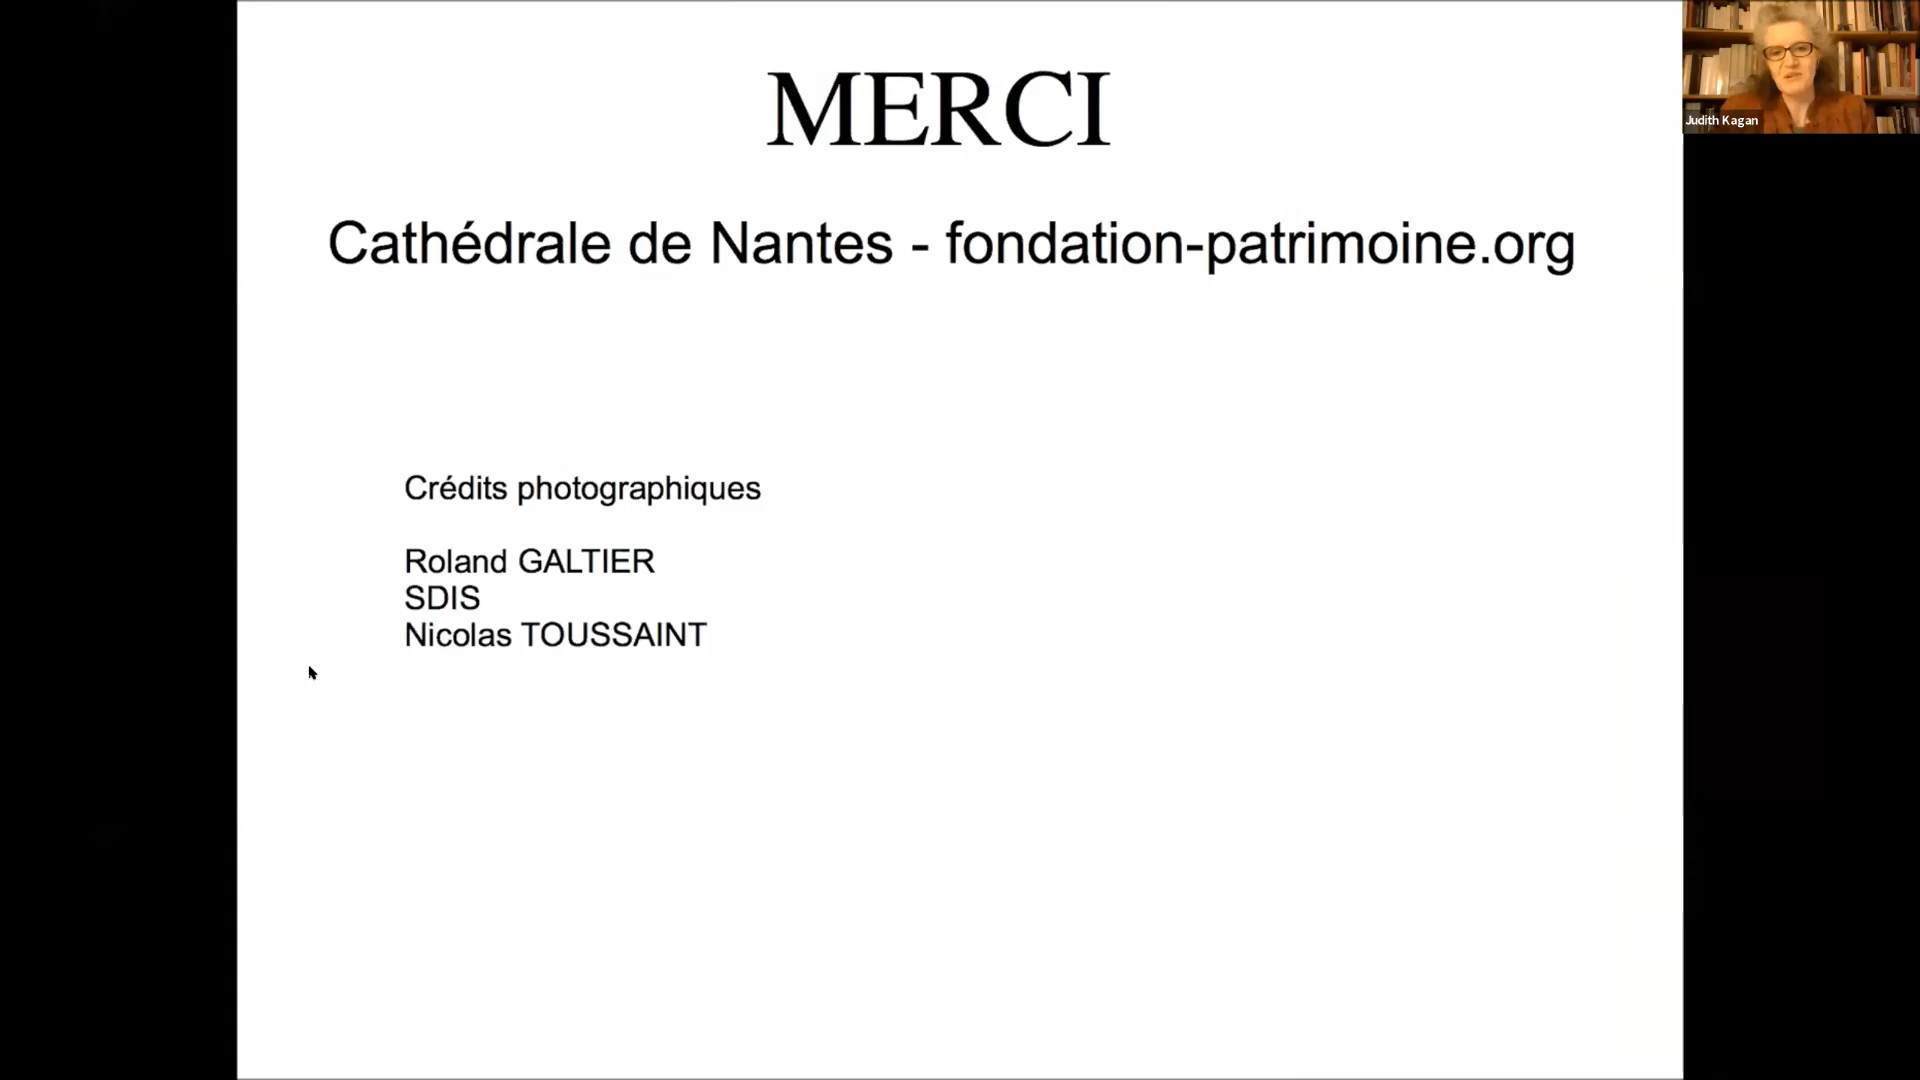 MERCI
Cathédrale de Nantes - fondation-patrimoine.org
Crédits photographiques
Roland GALTIER
SDIS
Nicolas TOUSSAINT
Judith Kagan